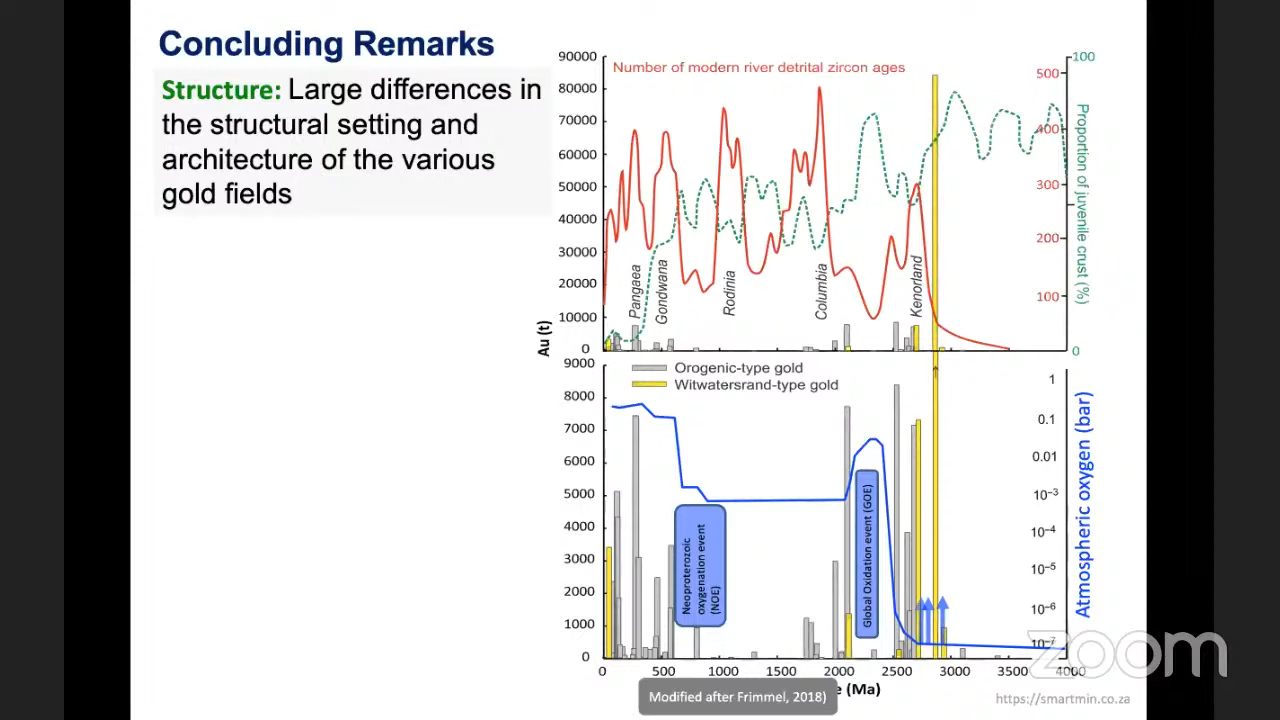 Concluding Remarks
Structure: Large differences in
the structural setting and
architecture of the various
gold fields
Number of modern river detrital zircon ages
90000
80000
70000
60000
50000
40000
30000
20000
10000
0
Au (t)
500
400
300
200
100
100
0
Proportion of juvenile crust (%)
Pangaea
Gondwana
Rodinia
Columbia
Kenorland
Orogenic-type gold
Witwatersrand-type gold
9000
8000
7000
6000
5000
4000
3000
2000
1000
0
1
0.1
0.01
10⁻³
10⁻⁴
10⁻⁵
10⁻⁶
10⁻⁷
Atmospheric oxygen (bar)
Neoproterozoic
oxygenation event
(NOE)
Global Oxidation event (GOE)
0 500 1000 1500 2000 2500 3000 3500 4000
(Ma)
Modified after Frimmel, 2018)
https://smartmin.co.za
zoom